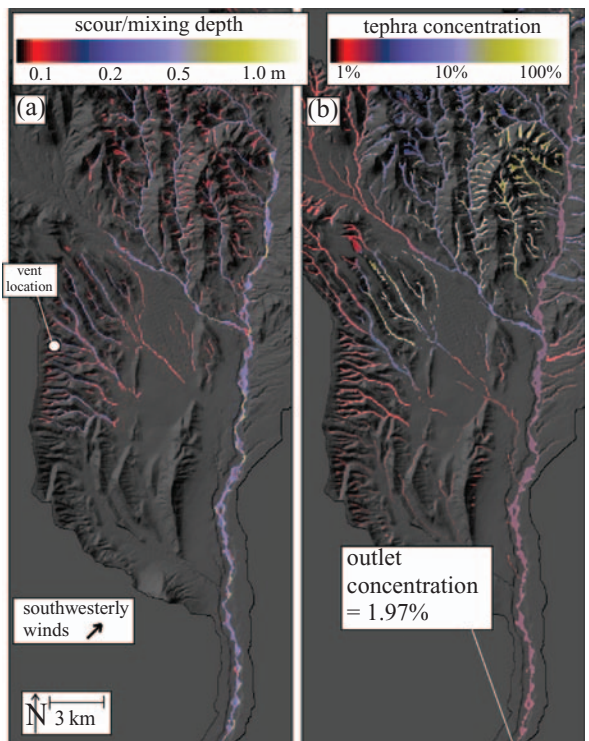 scour/mixing depth
0.1 0.2 0.5 1.0 m
(a)
vent
location
southwesterly
winds
N 3 km
tephra concentration
1% 10% 100%
(b)
outlet
concentration
= 1.97%